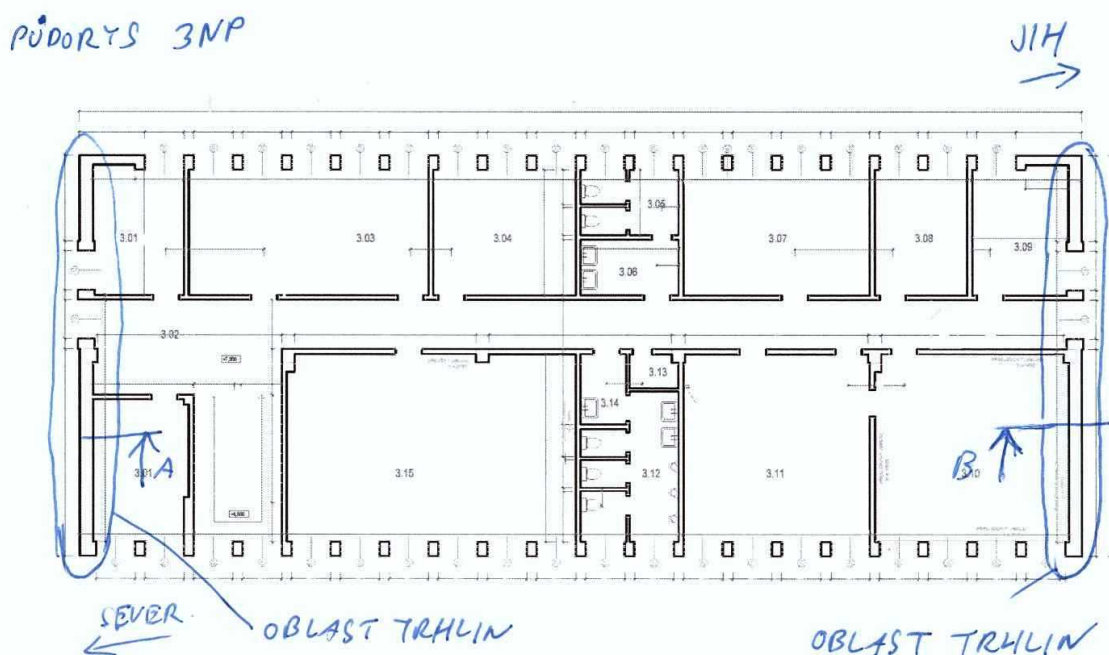 PŮDORYS 3NP
JIH
3.01
3.03
3.04
3.05
3.06
3.07
3.08
3.09
3.02
3.13
3.14
A
3.01
3.15
3.12
3.11
B
3.10
SEVER.
OBLAST TRHLIN
OBLAST TRHLIN